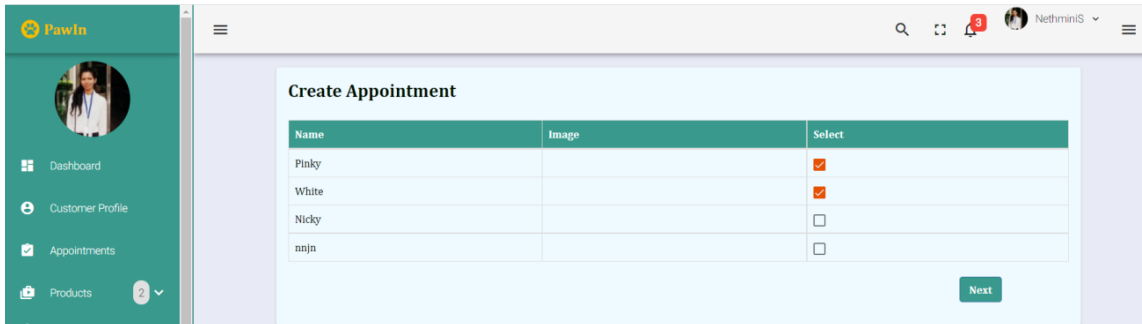 PawIn
3
NethminiS
Create Appointment
Name Image Select
Pinky
White
Nicky
nnjn
Dashboard
Customer Profile
Appointments
Products 2
Next